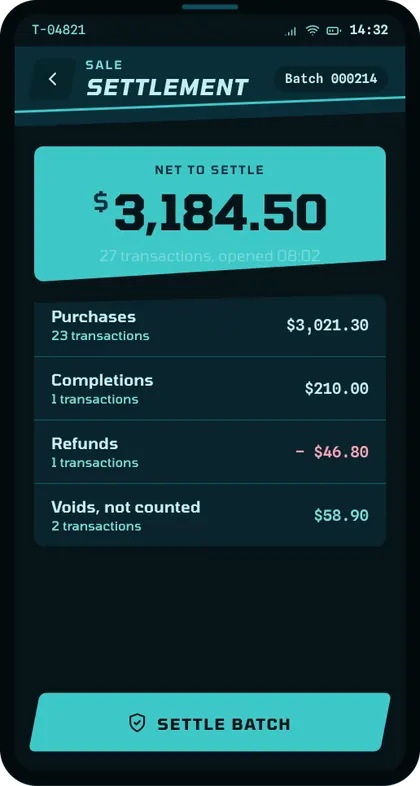 T-04821
14:32
SALE
SETTLEMENT
Batch 000214
NET TO SETTLE
$3,184.50
27 transactions, opened 08:02
Purchases
23 transactions
$3,021.30
Completions
1 transactions
$210.00
Refunds
1 transactions
− $46.80
Voids, not counted
2 transactions
$58.90
SETTLE BATCH